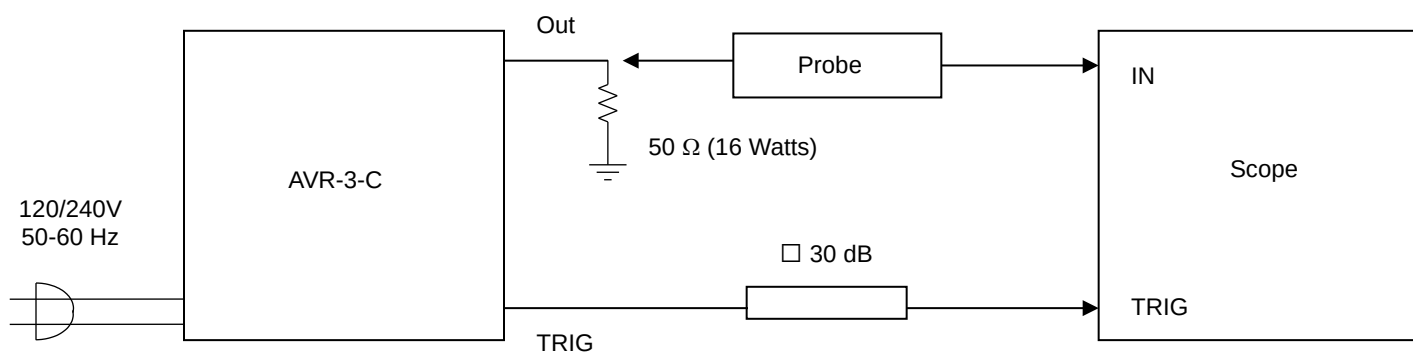 Out
Probe
IN
50 Ω (16 Watts)
AVR-3-C
Scope
120/240V
50-60 Hz
□ 30 dB
TRIG
TRIG